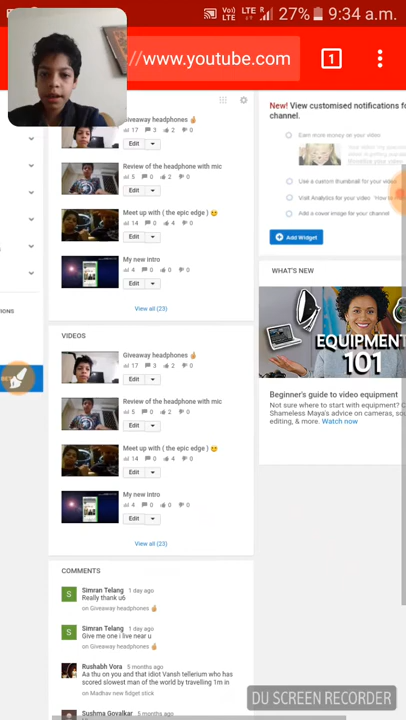 Vo)) LTE LTE 27% 9:34 a.m.
//www.youtube.com
1
Giveaway headphones
17 3 2 0
Edit
Review of the headphone with mic
5 0 2 0
Edit
Meet up with ( the epic edge )
14 0 4 0
Edit
My new intro
4 0 0 0
Edit
View all (23)
VIDEOS
Giveaway headphones
17 3 2 0
Edit
Review of the headphone with mic
5 0 2 0
Edit
Meet up with ( the epic edge )
14 0 4 0
Edit
My new intro
4 0 0 0
Edit
View all (23)
COMMENTS
S
Simran Telang 1 day ago
Really thank u6
on Giveaway headphones
S
Simran Telang 1 day ago
Give me one i live near u
on Giveaway headphones
Rushabh Vora 5 months ago
Aa thu on you and that idiot Vansh tellerium who has
scored slowest man of the world by travelling 1m in
on Madhav new fidget stick
Sushma Govalkar 5 months ago
New! View customised notifications fo
channel.
Earn more money on your video
Use a custom thumbnail for your video
Visit Analytics for your video
Add a cover image for your channel
Add Widget
WHAT'S NEW
EQUIPMENT
101
Beginner's guide to video equipment
Not sure where to start with equipment?
Shameless Maya's advice on cameras, sou
editing, & more. Watch now
IONS
DU SCREEN RECORDER